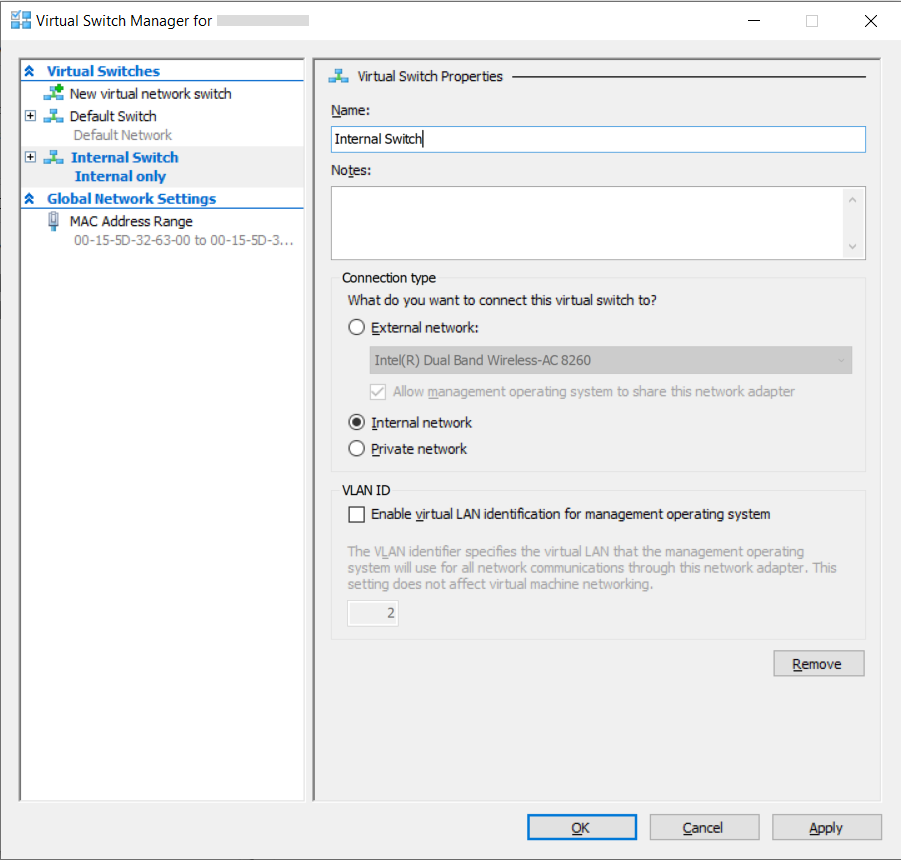 Virtual Switch Manager for
Virtual Switches
New virtual network switch
Default Switch
Default Network
Internal Switch
Internal only
Global Network Settings
MAC Address Range
00-15-5D-32-63-00 to 00-15-5D-3...
Virtual Switch Properties
Name:
Internal Switch
Notes:
Connection type
What do you want to connect this virtual switch to?
External network:
Intel(R) Dual Band Wireless-AC 8260
Allow management operating system to share this network adapter
Internal network
Private network
VLAN ID
Enable virtual LAN identification for management operating system
The VLAN identifier specifies the virtual LAN that the management operating
system will use for all network communications through this network adapter. This
setting does not affect virtual machine networking.
2
Remove
OK
Cancel
Apply